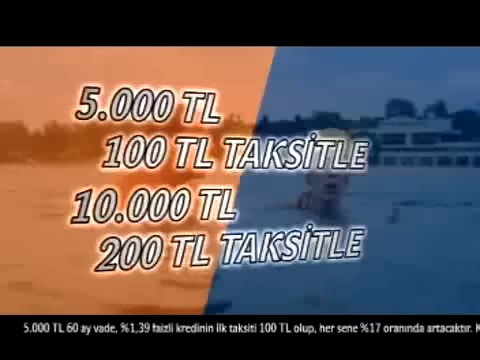 5.000 TL
100 TL TAKSİTLE
10.000 TL
200 TL TAKSİTLE
5.000 TL 60 ay vade, %1,39 faizli kredinin ilk taksiti 100 TL olup, her sene %17 oranında artacaktır.